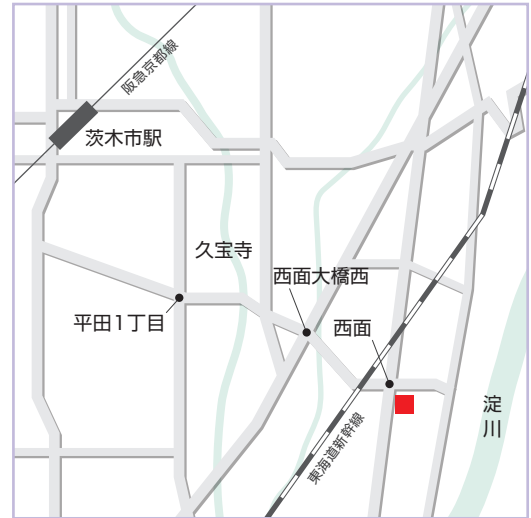 阪急京都線
茨木市駅
久宝寺
西面大橋西
平田1丁目
西面
淀川
東海道新幹線